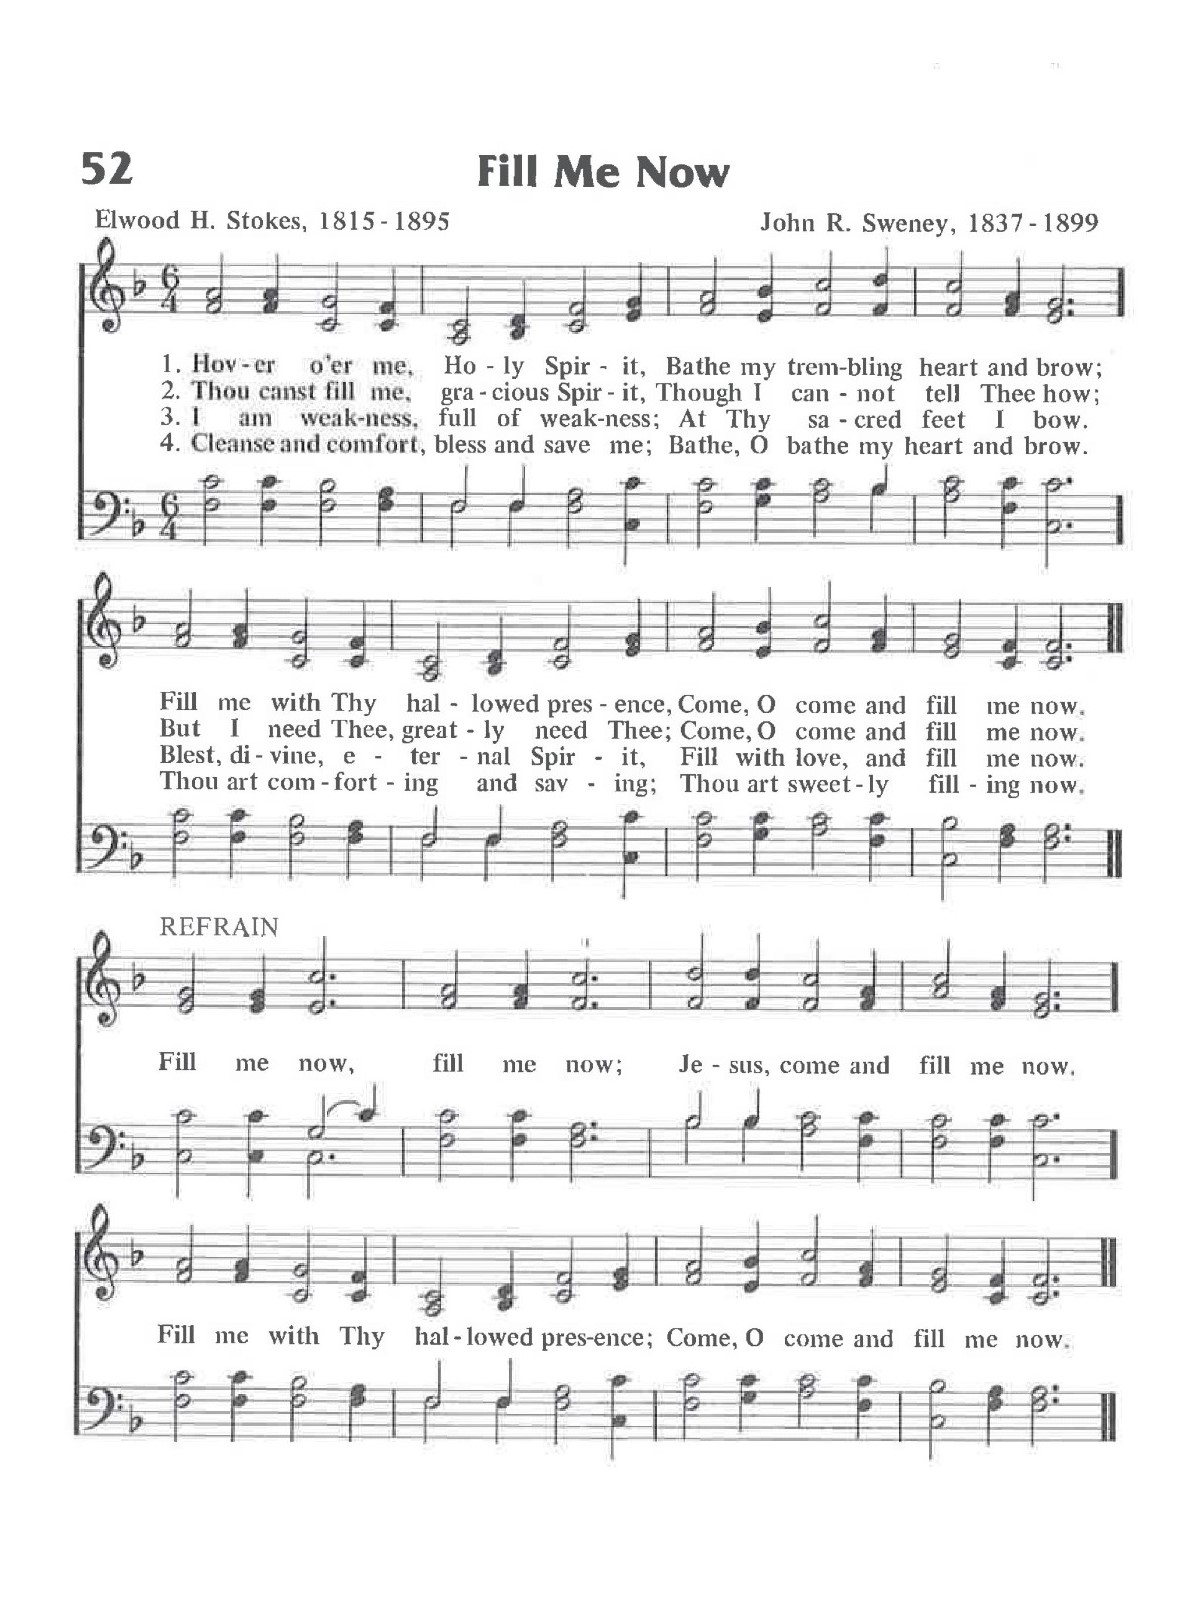 52
Fill Me Now
Elwood H. Stokes, 1815-1895
John R. Sweney, 1837-1899
6
4
1. Hov-er o'er me, Ho - ly Spir - it, Bathe my trem-bling heart and brow;
2. Thou canst fill me, gra - cious Spir - it, Though I can - not tell Thee how;
3. I am weak-ness, full of weak-ness; At Thy sa - cred feet I bow.
4. Cleanse and comfort, bless and save me; Bathe, O bathe my heart and brow.
6
4
Fill me with Thy hal - lowed pres - ence, Come, O come and fill me now.
But I need Thee, great - ly need Thee; Come, O come and fill me now.
Blest, di - vine, e - ter - nal Spir - it, Fill with love, and fill me now.
Thou art com - fort - ing and sav - ing; Thou art sweet - ly fill - ing now.
REFRAIN
Fill me now, fill me now; Je - sus, come and fill me now.
Fill me with Thy hal - lowed pres-ence; Come, O come and fill me now.